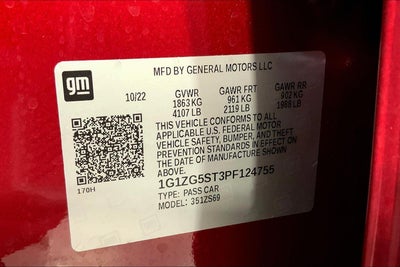 gm
MFD BY GENERAL MOTORS LLC
10/22 GVWR GAWR FRT GAWR RR
1863 KG 961 KG 902 KG
4107 LB 2119 LB 1988 LB
THIS VEHICLE CONFORMS TO ALL
APPLICABLE U.S. FEDERAL MOTOR
VEHICLE SAFETY, BUMPER, AND THEFT
PREVENTION STANDARDS IN EFFECT ON
THE DATE OF MANUFACTURE SHOWN
ABOVE.
170H
1G1ZG5ST3PF124755
TYPE: PASS CAR
MODEL: 351ZS69